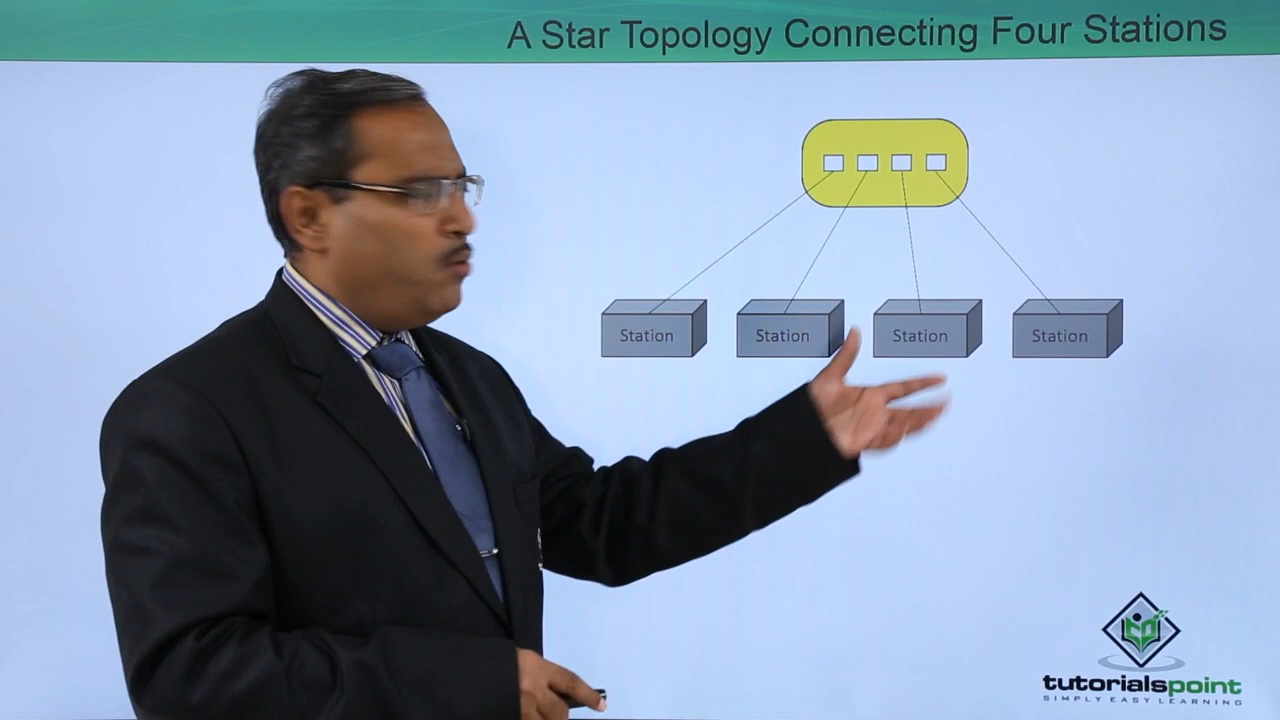 A Star Topology Connecting Four Stations
Station Station Station Station
tutorialspoint
SIMPLY EASY LEARNING